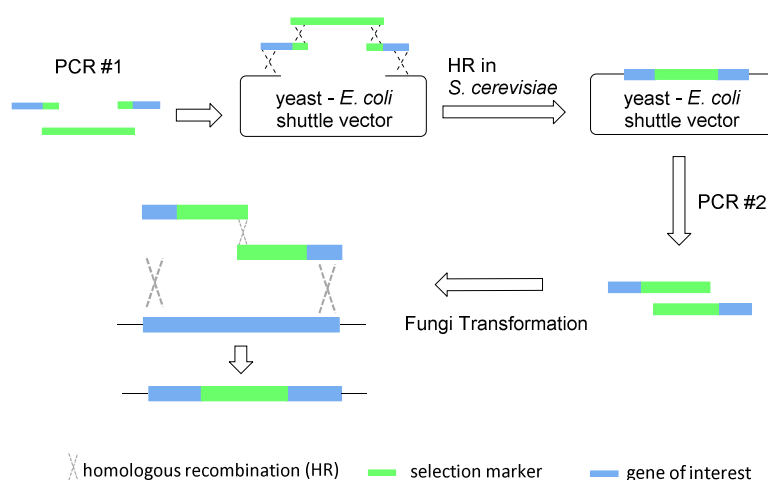 PCR #1
HR in
S. cerevisiae
yeast - E. coli
shuttle vector
yeast - E. coli
shuttle vector
PCR #2
Fungi Transformation
homologous recombination (HR)
selection marker
gene of interest